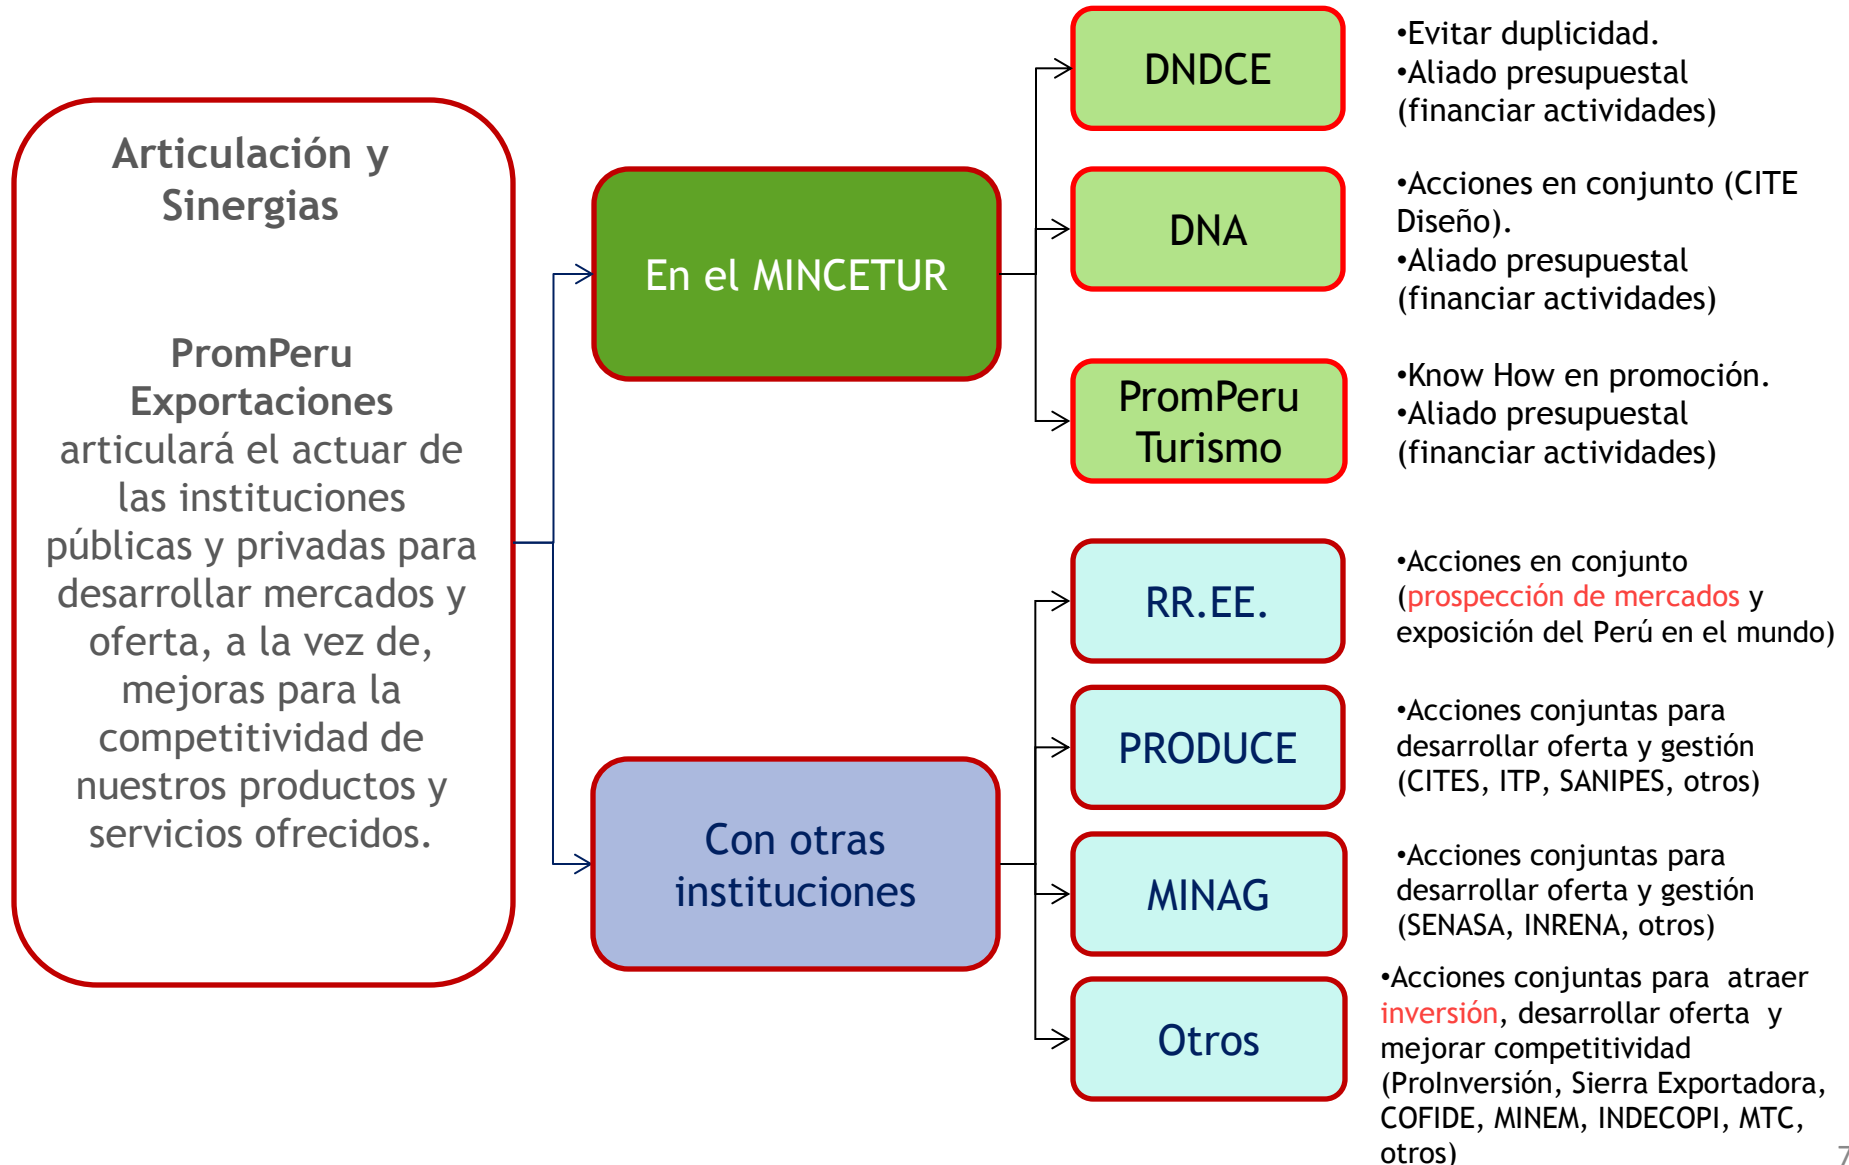 Articulación y
Sinergias
PromPeru
Exportaciones
articulará el actuar de
las instituciones
públicas y privadas para
desarrollar mercados y
oferta, a la vez de,
mejoras para la
competitividad de
nuestros productos y
servicios ofrecidos.
En el MINCETUR
DNDCE
•Evitar duplicidad.
•Aliado presupuestal
(financiar actividades)
DNA
•Acciones en conjunto (CITE
Diseño).
•Aliado presupuestal
(financiar actividades)
PromPeru
Turismo
•Know How en promoción.
•Aliado presupuestal
(financiar actividades)
Con otras
instituciones
RR.EE.
•Acciones en conjunto
(prospección de mercados y
exposición del Perú en el mundo)
PRODUCE
•Acciones conjuntas para
desarrollar oferta y gestión
(CITES, ITP, SANIPES, otros)
MINAG
•Acciones conjuntas para
desarrollar oferta y gestión
(SENASA, INRENA, otros)
Otros
•Acciones conjuntas para  atraer
inversión, desarrollar oferta  y
mejorar competitividad
(ProInversión, Sierra Exportadora,
COFIDE, MINEM, INDECOPI, MTC,
otros)
7